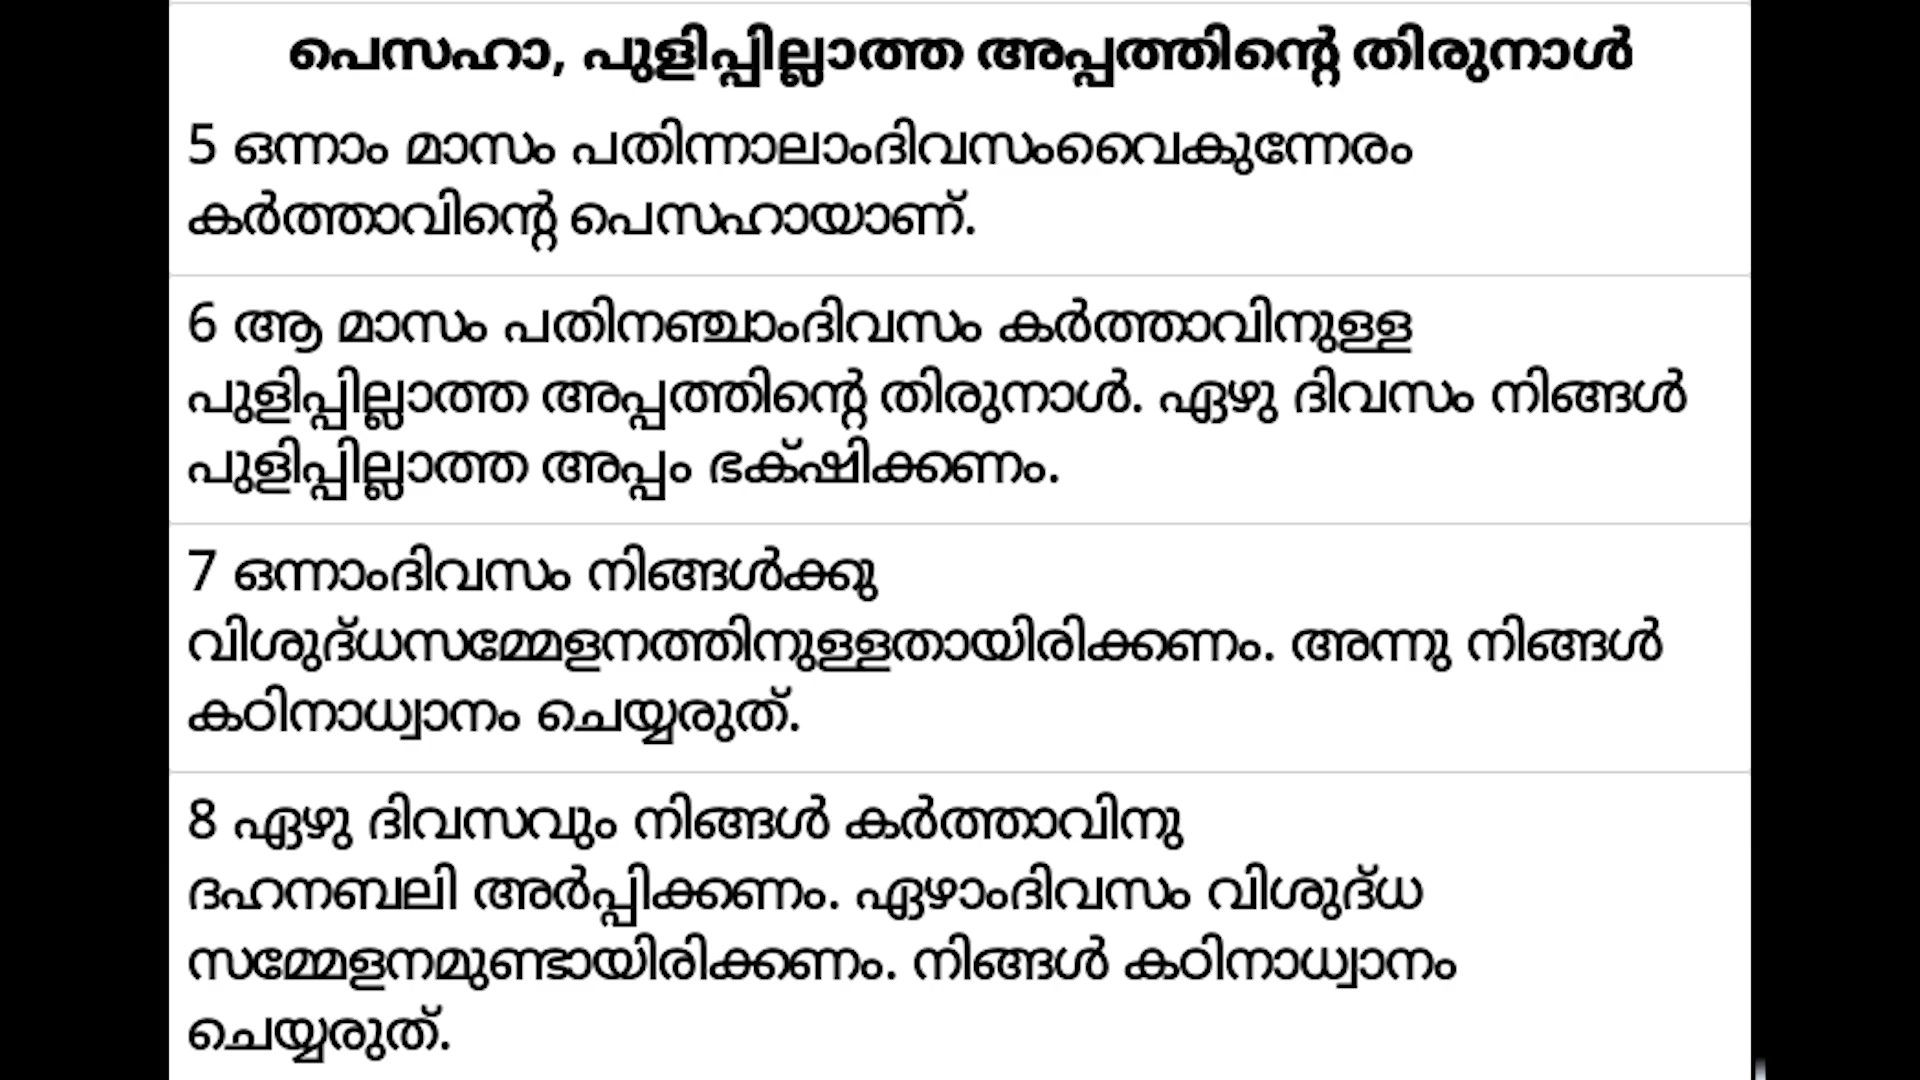 പെസഹാ, പുളിപ്പില്ലാത്ത അപ്പത്തിന്റെ തിരുനാൾ
5 ഒന്നാം മാസം പതിന്നാലാംദിവസംവൈകുന്നേരം
കർത്താവിന്റെ പെസഹായാണ്.
6 ആ മാസം പതിനഞ്ചാംദിവസം കർത്താവിനുള്ള
പുളിപ്പില്ലാത്ത അപ്പത്തിന്റെ തിരുനാൾ. ഏഴു ദിവസം നിങ്ങൾ
പുളിപ്പില്ലാത്ത അപ്പം ഭക്‌ഷിക്കണം.
7 ഒന്നാംദിവസം നിങ്ങൾക്കു
വിശുദ്‌ധസമ്മേളനത്തിനുള്ളതായിരിക്കണം. അന്നു നിങ്ങൾ
കഠിനാധ്വാനം ചെയ്യരുത്.
8 ഏഴു ദിവസവും നിങ്ങൾ കർത്താവിനു
ദഹനബലി അർപ്പിക്കണം. ഏഴാംദിവസം വിശുദ്‌ധ
സമ്മേളനമുണ്ടായിരിക്കണം. നിങ്ങൾ കഠിനാധ്വാനം
ചെയ്യരുത്.